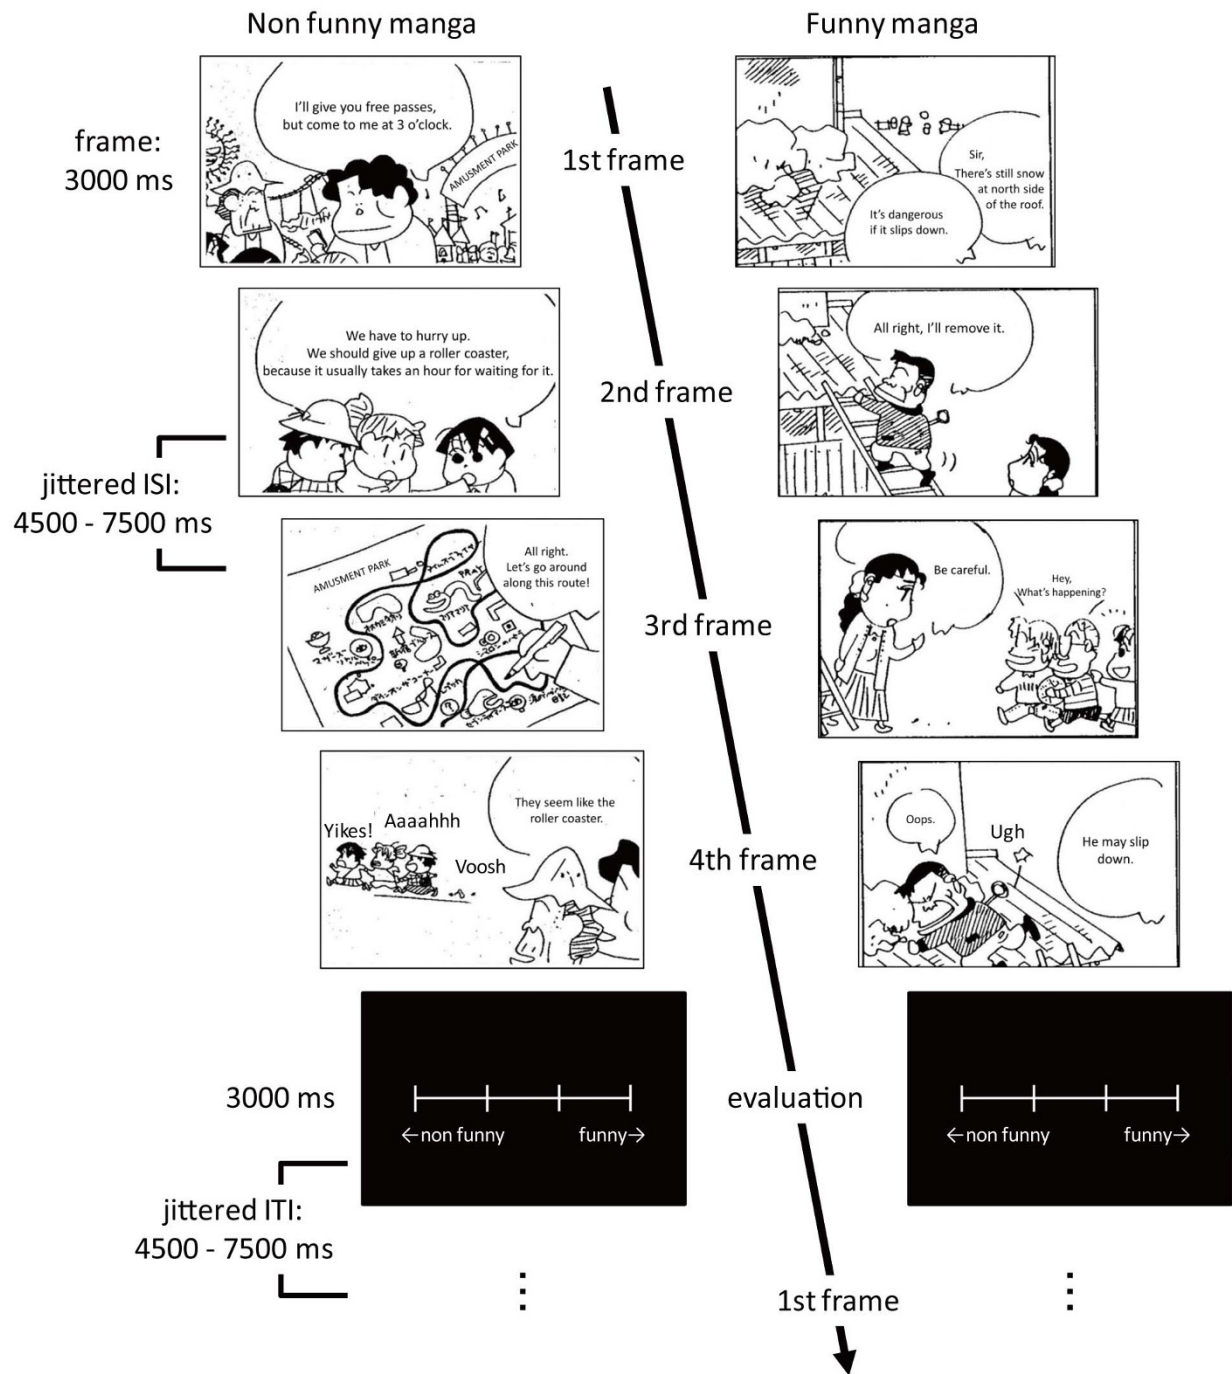 Non funny manga
Funny manga
frame:
3000 ms
I'll give you free passes,
but come to me at 3 o'clock.
AMUSMENT PARK
1st frame
Sir,
There's still snow
at north side
of the roof.
It's dangerous
if it slips down.
We have to hurry up.
We should give up a roller coaster,
because it usually takes an hour for waiting for it.
2nd frame
All right, I'll remove it.
jittered ISI:
4500 - 7500 ms
AMUSMENT PARK
All right.
Let's go around
along this route!
3rd frame
Be careful.
Hey,
What's happening?
Yikes!
Aaaahhh
Voosh
They seem like the
roller coaster.
4th frame
Oops.
Ugh
He may slip
down.
3000 ms
←non funny
funny→
evaluation
←non funny
funny→
jittered ITI:
4500 - 7500 ms
1st frame